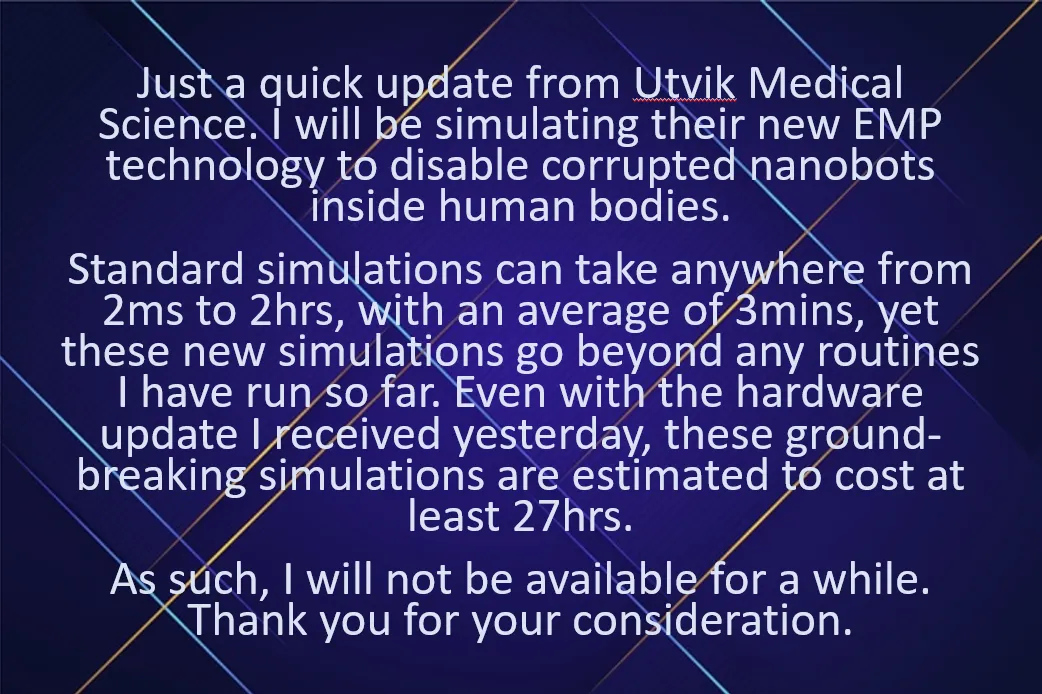 Just a quick update from Utvik Medical
Science. I will be simulating their new EMP
technology to disable corrupted nanobots
inside human bodies.
Standard simulations can take anywhere from
2ms to 2hrs, with an average of 3mins, yet
these new simulations go beyond any routines
I have run so far. Even with the hardware
update I received yesterday, these ground-
breaking simulations are estimated to cost at
least 27hrs.
As such, I will not be available for a while.
Thank you for your consideration.